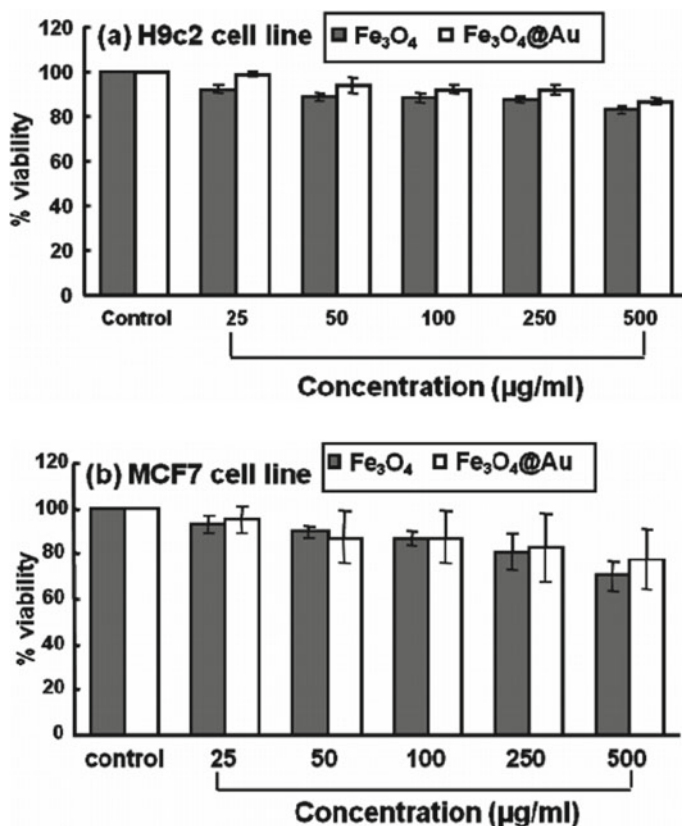 (a) H9c2 cell line
Fe₃O₄ Fe₃O₄@Au
120
100
80
60
40
20
0
% viability
Control 25 50 100 250 500
Concentration (μg/ml)
(b) MCF7 cell line
Fe₃O₄ Fe₃O₄@Au
120
100
80
60
40
20
0
% viability
control 25 50 100 250 500
Concentration (μg/ml)